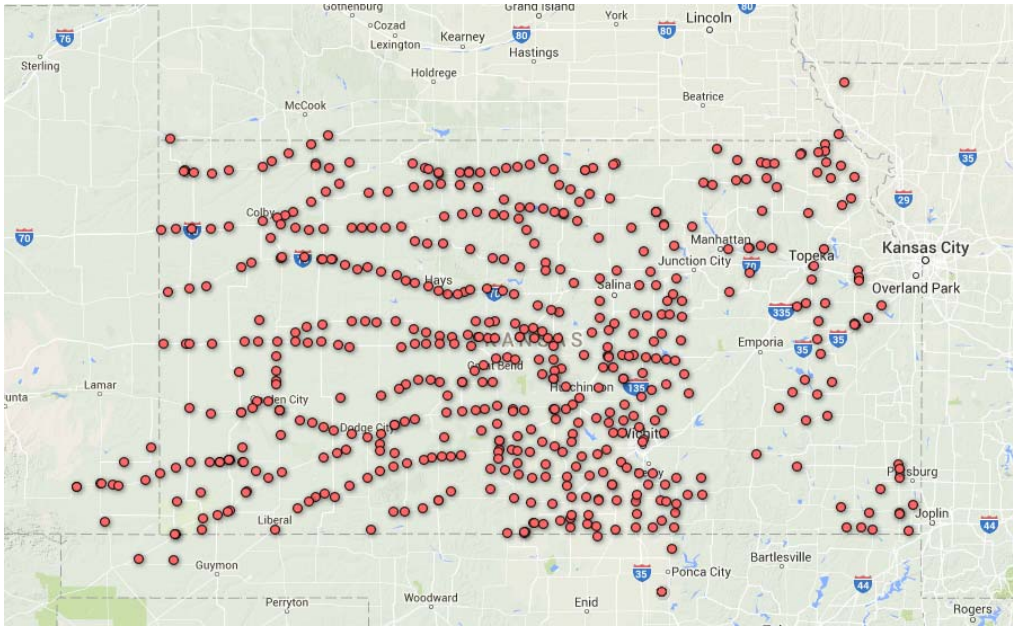 Gothenburg
Cozad
Lexington
Kearney
Grand Island
York
Lincoln
80
76
80
80
Sterling
Hastings
Holdrege
Beatrice
McCook
35
29
Colby
70
Manhattan
Topeka
Kansas City
Junction City
70
Overland Park
Hays
70
Salina
335
KANSAS
Emporia
35
35
Lamar
Hutchinson
135
Garden City
Dodge City
Wichita
Pittsburg
Liberal
Joplin
44
Guymon
Bartlesville
35
Ponca City
44
Perryton
Woodward
Enid
Rogers